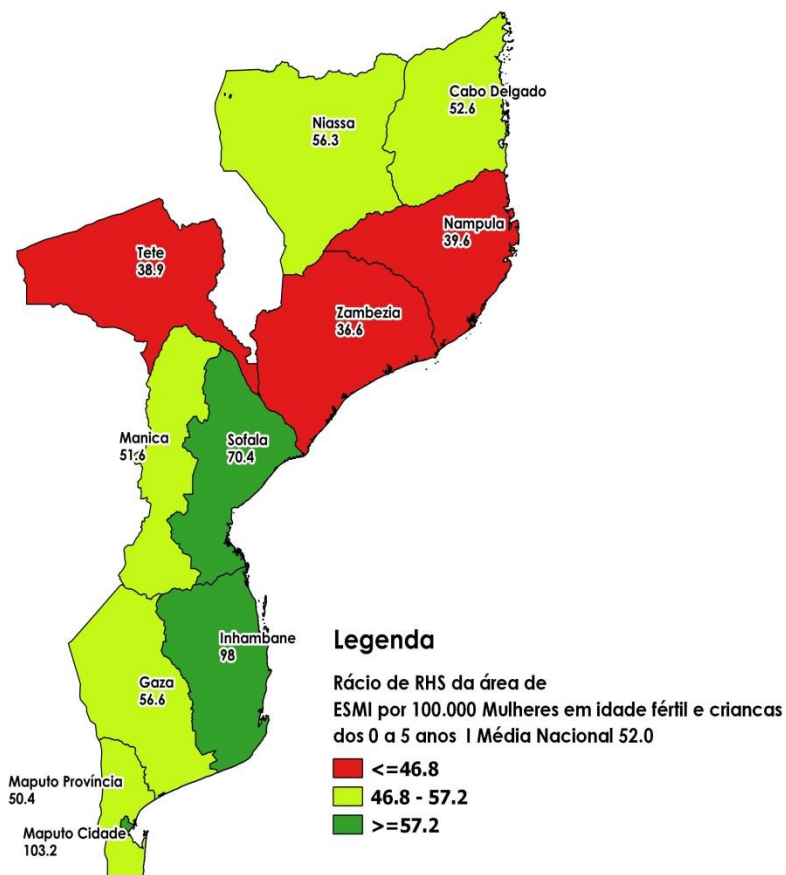 Cabo Delgado
52.6
Niassa
56.3
Nampula
39.6
Tete
38.9
Zambezia
36.6
Manica
51.6
Sofala
70.4
Inhambane
98
Gaza
56.6
Maputo Província
50.4
Maputo Cidade
103.2
Legenda
Rácio de RHS da área de
ESMI por 100.000 Mulheres em idade fértil e criancas
dos 0 a 5 anos I Média Nacional 52.0
<=46.8
46.8 - 57.2
>=57.2